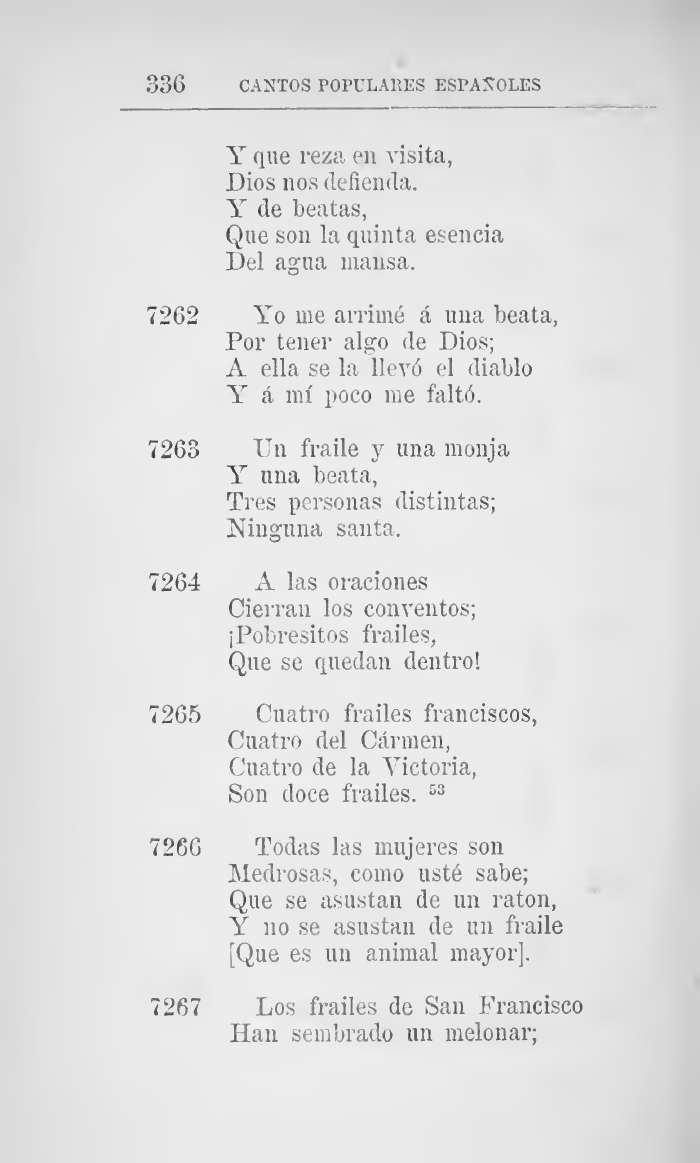 336 CANTOS POPULARES ESPAÑOLES
Y que reza en visita,
Dios nos defienda.
Y de beatas,
Que son la quinta esencia
Del agua mansa.
7262 Yo me arrimé á una beata,
Por tener algo de Dios;
A ella se la llevó el diablo
Y á mí poco me faltó.
7263 Un fraile y una monja
Y una beata,
Tres personas distintas;
Ninguna santa.
7264 A las oraciones
Cierran los conventos;
¡Pobresitos frailes,
Que se quedan dentro!
7265 Cuatro frailes franciscos,
Cuatro del Cármen,
Cuatro de la Victoria,
Son doce frailes. 53
7266 Todas las mujeres son
Medrosas, como usté sabe;
Que se asustan de un raton,
Y no se asustan de un fraile
[Que es un animal mayor].
7267 Los frailes de San Francisco
Han sembrado un melonar;